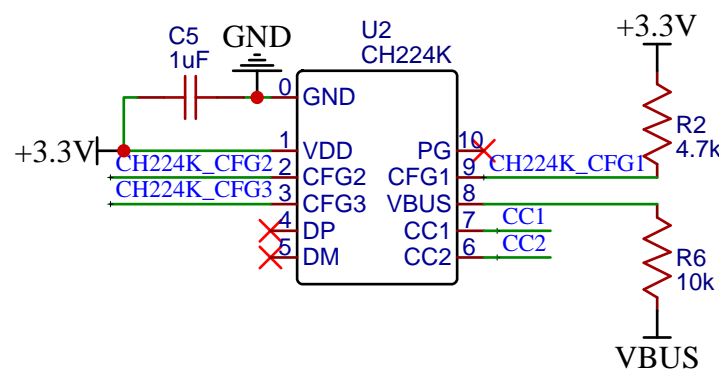 C5
1uF
GND
U2
CH224K
+3.3V
0
GND
R2
4.7k
+3.3V
1
VDD
PG
10
CH224K_CFG2
2
CFG2
CFG1
9
CH224K_CFG1
CH224K_CFG3
3
CFG3
VBUS
8
4
DP
CC1
7
CC1
5
DM
CC2
6
CC2
R6
10k
VBUS